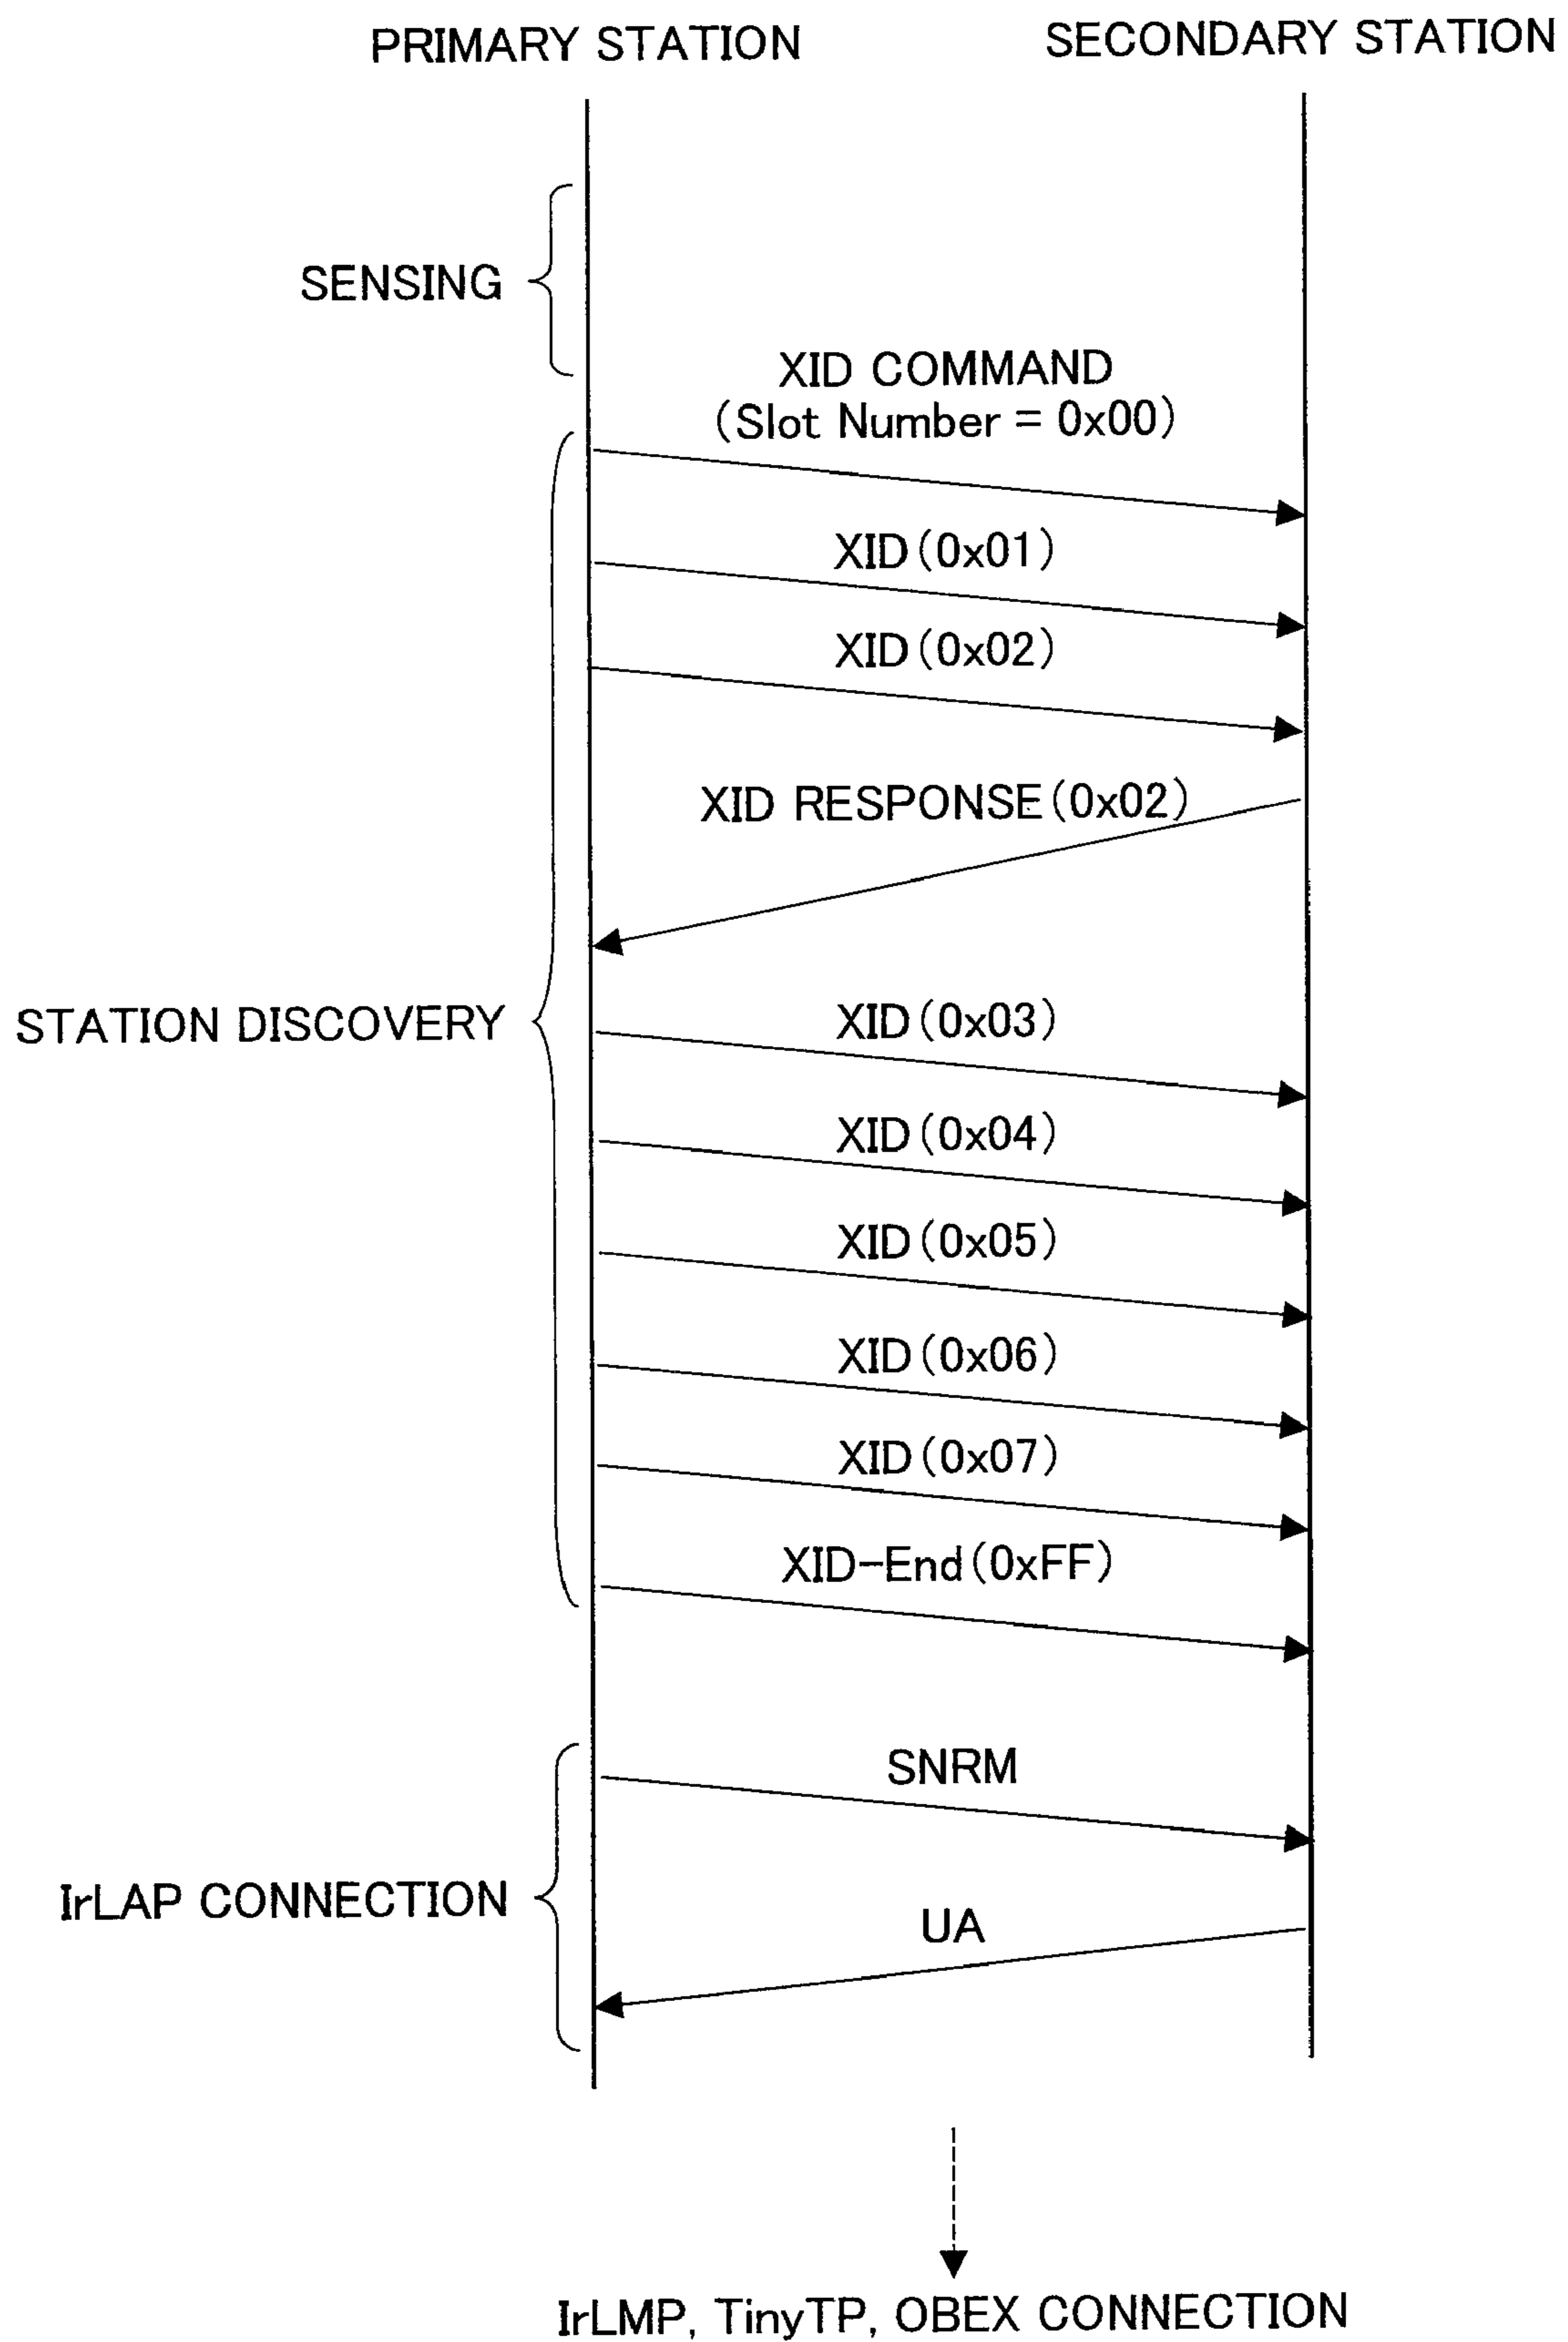 PRIMARY STATION
SECONDARY STATION
SENSING
XID COMMAND
(Slot Number = 0x00)
XID(0x01)
XID(0x02)
XID RESPONSE(0x02)
STATION DISCOVERY
XID(0x03)
XID(0x04)
XID(0x05)
XID(0x06)
XID(0x07)
XID-End(0xFF)
SNRM
IrLAP CONNECTION
UA
IrLMP, TinyTP, OBEX CONNECTION